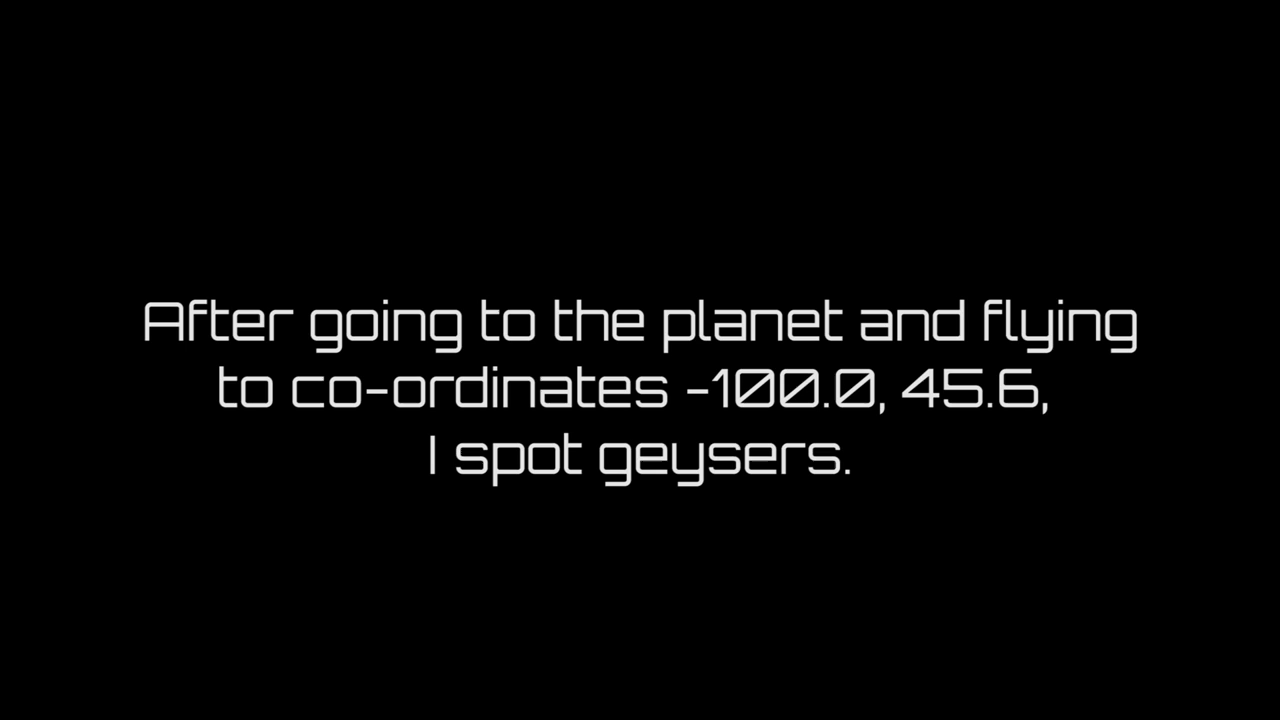 After going to the planet and flying
to co-ordinates -100.0, 45.6,
I spot geysers.